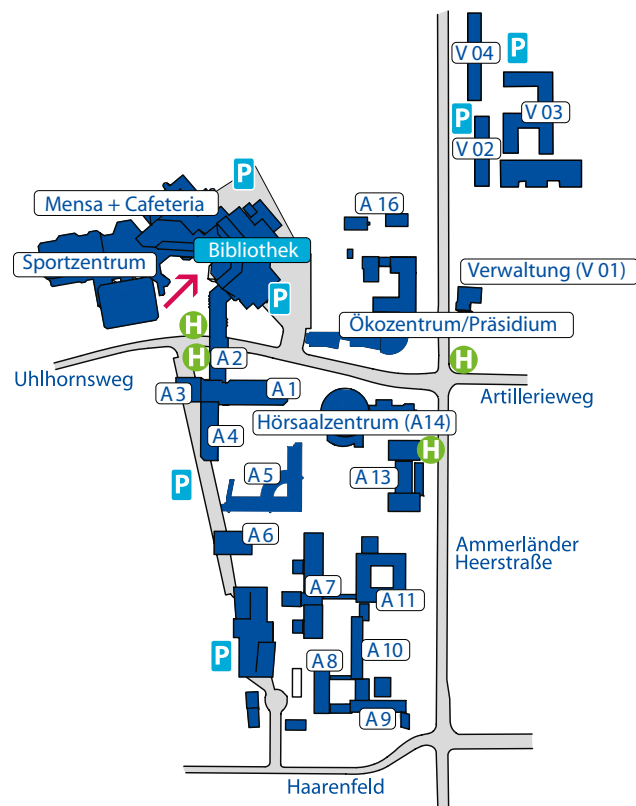 V 04
P
V 03
P
V 02
P
Mensa + Cafeteria
A 16
Bibliothek
Sportzentrum
Verwaltung (V 01)
P
H
Ökozentrum/Präsidium
H
A 2
H
Uhlhornsweg
A 3
A 1
Artillerieweg
Hörsaalzentrum (A14)
A 4
H
A 5
A 13
P
A 6
Ammerländer
Heerstraße
A 7
A 11
P
A 8
A 10
A 9
Haarenfeld